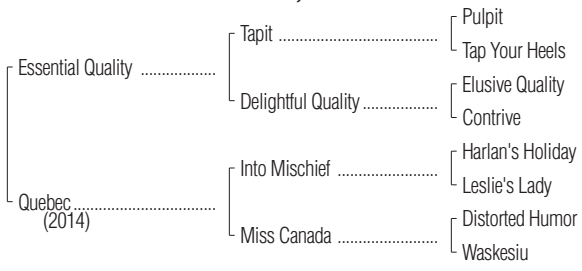 Pulpit
Tapit ........................................
Tap Your Heels
Essential Quality ..................
Elusive Quality
Delightful Quality...................
Contrive
Harlan's Holiday
Into Mischief .........................
Leslie's Lady
Quebec...................................
(2014)
Distorted Humor
Miss Canada .........................
Waskesiu